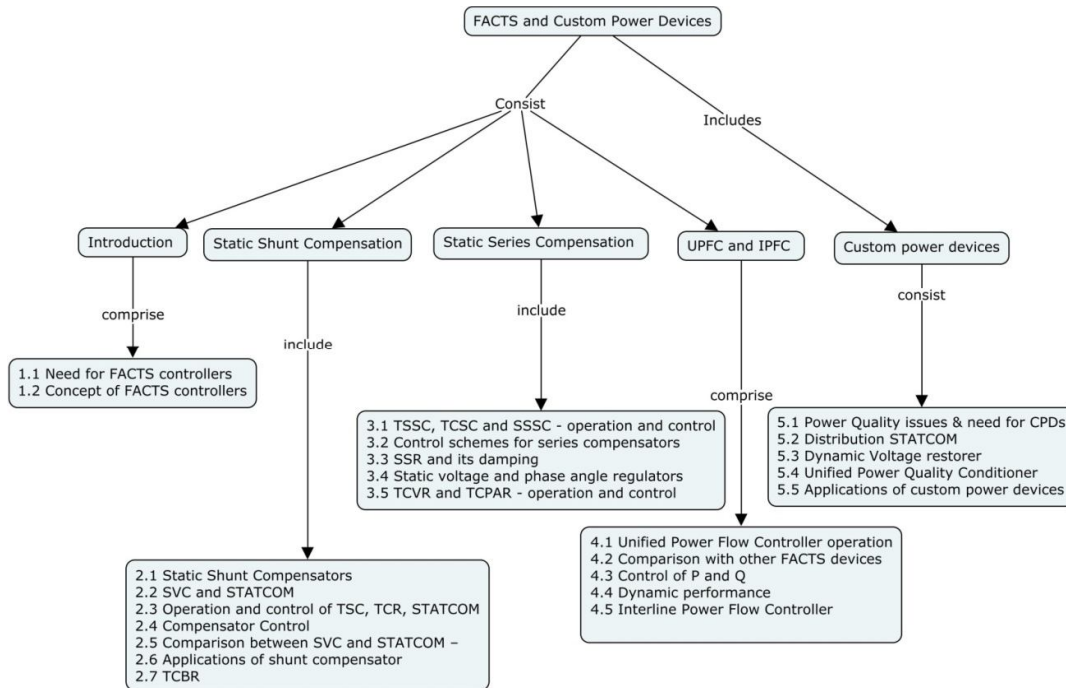 FACTS and Custom Power Devices
Consist
Includes
Introduction
Static Shunt Compensation
Static Series Compensation
UPFC and IPFC
Custom power devices
comprise
include
include
comprise
consist
1.1 Need for FACTS controllers
1.2 Concept of FACTS controllers
2.1 Static Shunt Compensators
2.2 SVC and STATCOM
2.3 Operation and control of TSC, TCR, STATCOM
2.4 Compensator Control
2.5 Comparison between SVC and STATCOM –
2.6 Applications of shunt compensator
2.7 TCBR
3.1 TSSC, TCSC and SSSC - operation and control
3.2 Control schemes for series compensators
3.3 SSR and its damping
3.4 Static voltage and phase angle regulators
3.5 TCVR and TCPAR - operation and control
4.1 Unified Power Flow Controller operation
4.2 Comparison with other FACTS devices
4.3 Control of P and Q
4.4 Dynamic performance
4.5 Interline Power Flow Controller
5.1 Power Quality issues & need for CPDs
5.2 Distribution STATCOM
5.3 Dynamic Voltage restorer
5.4 Unified Power Quality Conditioner
5.5 Applications of custom power devices